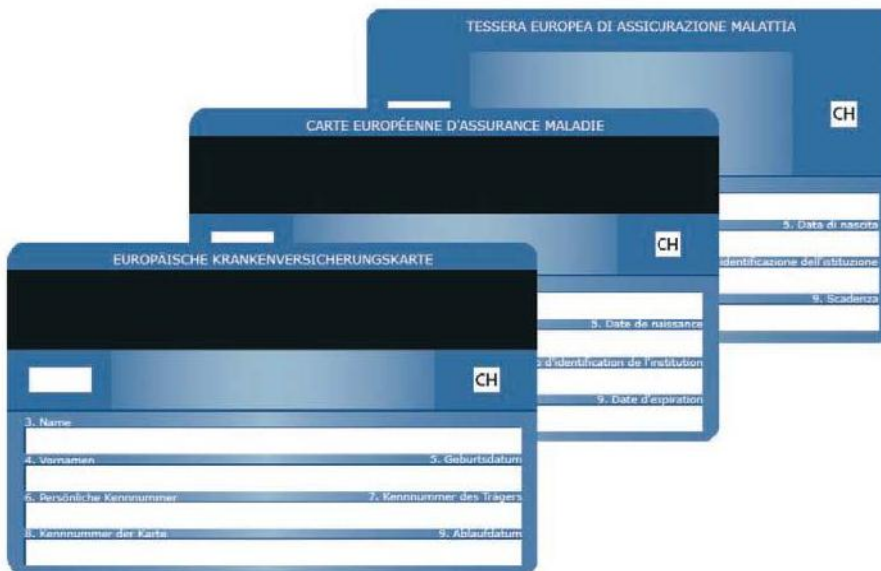 TESSERA EUROPEA DI ASSICURAZIONE MALATTIA
CH
5. Data di nascita
identificazione dell'istituzione
9. Scadenza
CARTE EUROPÉENNE D'ASSURANCE MALADIE
CH
5. Date de naissance
d'identification de l'institution
9. Date d'expiration
EUROPÄISCHE KRANKENVERSICHERUNGSKARTE
CH
3. Name
4. Vornamen 5. Geburtsdatum
6. Persönliche Kennnummer 7. Kennnummer des Trägers
8. Kennnummer der Karte 9. Ablaufdatum